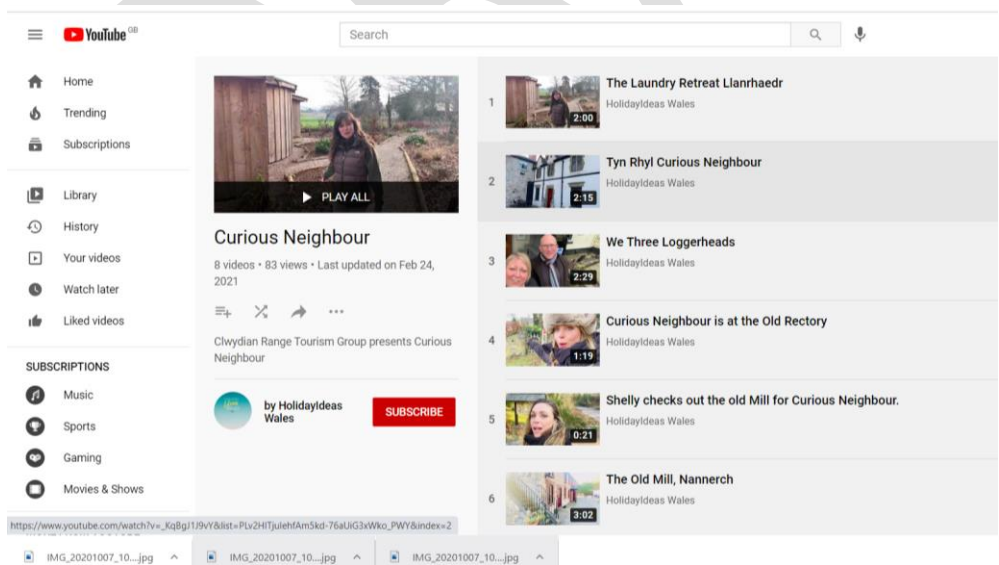 YouTube GB
Search
Home
Trending
Subscriptions
Library
History
Your videos
Watch later
Liked videos
SUBSCRIPTIONS
Music
Sports
Gaming
Movies & Shows
PLAY ALL
Curious Neighbour
8 videos • 83 views • Last updated on Feb 24,
2021
Clwydian Range Tourism Group presents Curious
Neighbour
by HolidayIdeas
Wales
SUBSCRIBE
1
2:00
The Laundry Retreat Llanrhaedr
HolidayIdeas Wales
2
2:15
Tyn Rhyl Curious Neighbour
HolidayIdeas Wales
3
2:29
We Three Loggerheads
HolidayIdeas Wales
4
1:19
Curious Neighbour is at the Old Rectory
HolidayIdeas Wales
5
0:21
Shelly checks out the old Mill for Curious Neighbour.
HolidayIdeas Wales
6
3:02
The Old Mill, Nannerch
HolidayIdeas Wales
https://www.youtube.com/watch?v=_KqBgJ1J9vY&list=PLv2HITjulehfAm5kd-76aUiG3xWko_PWY&index=2
IMG_20201007_10....jpg
IMG_20201007_10....jpg
IMG_20201007_10....jpg